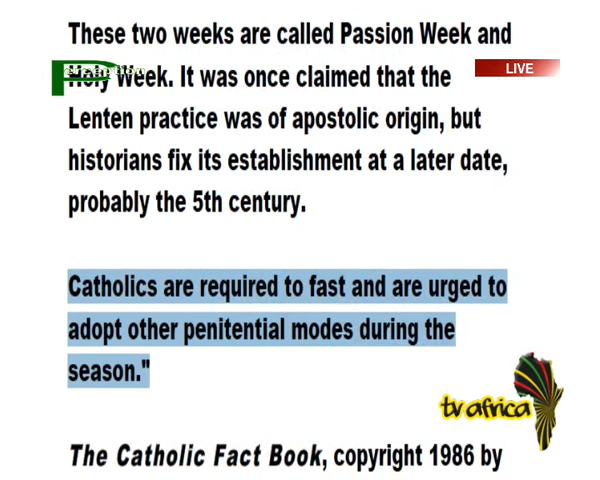 These two weeks are called Passion Week and
Perception
LIVE
Holy Week. It was once claimed that the
Lenten practice was of apostolic origin, but
historians fix its establishment at a later date,
probably the 5th century.
Catholics are required to fast and are urged to
adopt other penitential modes during the
season."
tv africa
The Catholic Fact Book, copyright 1986 by